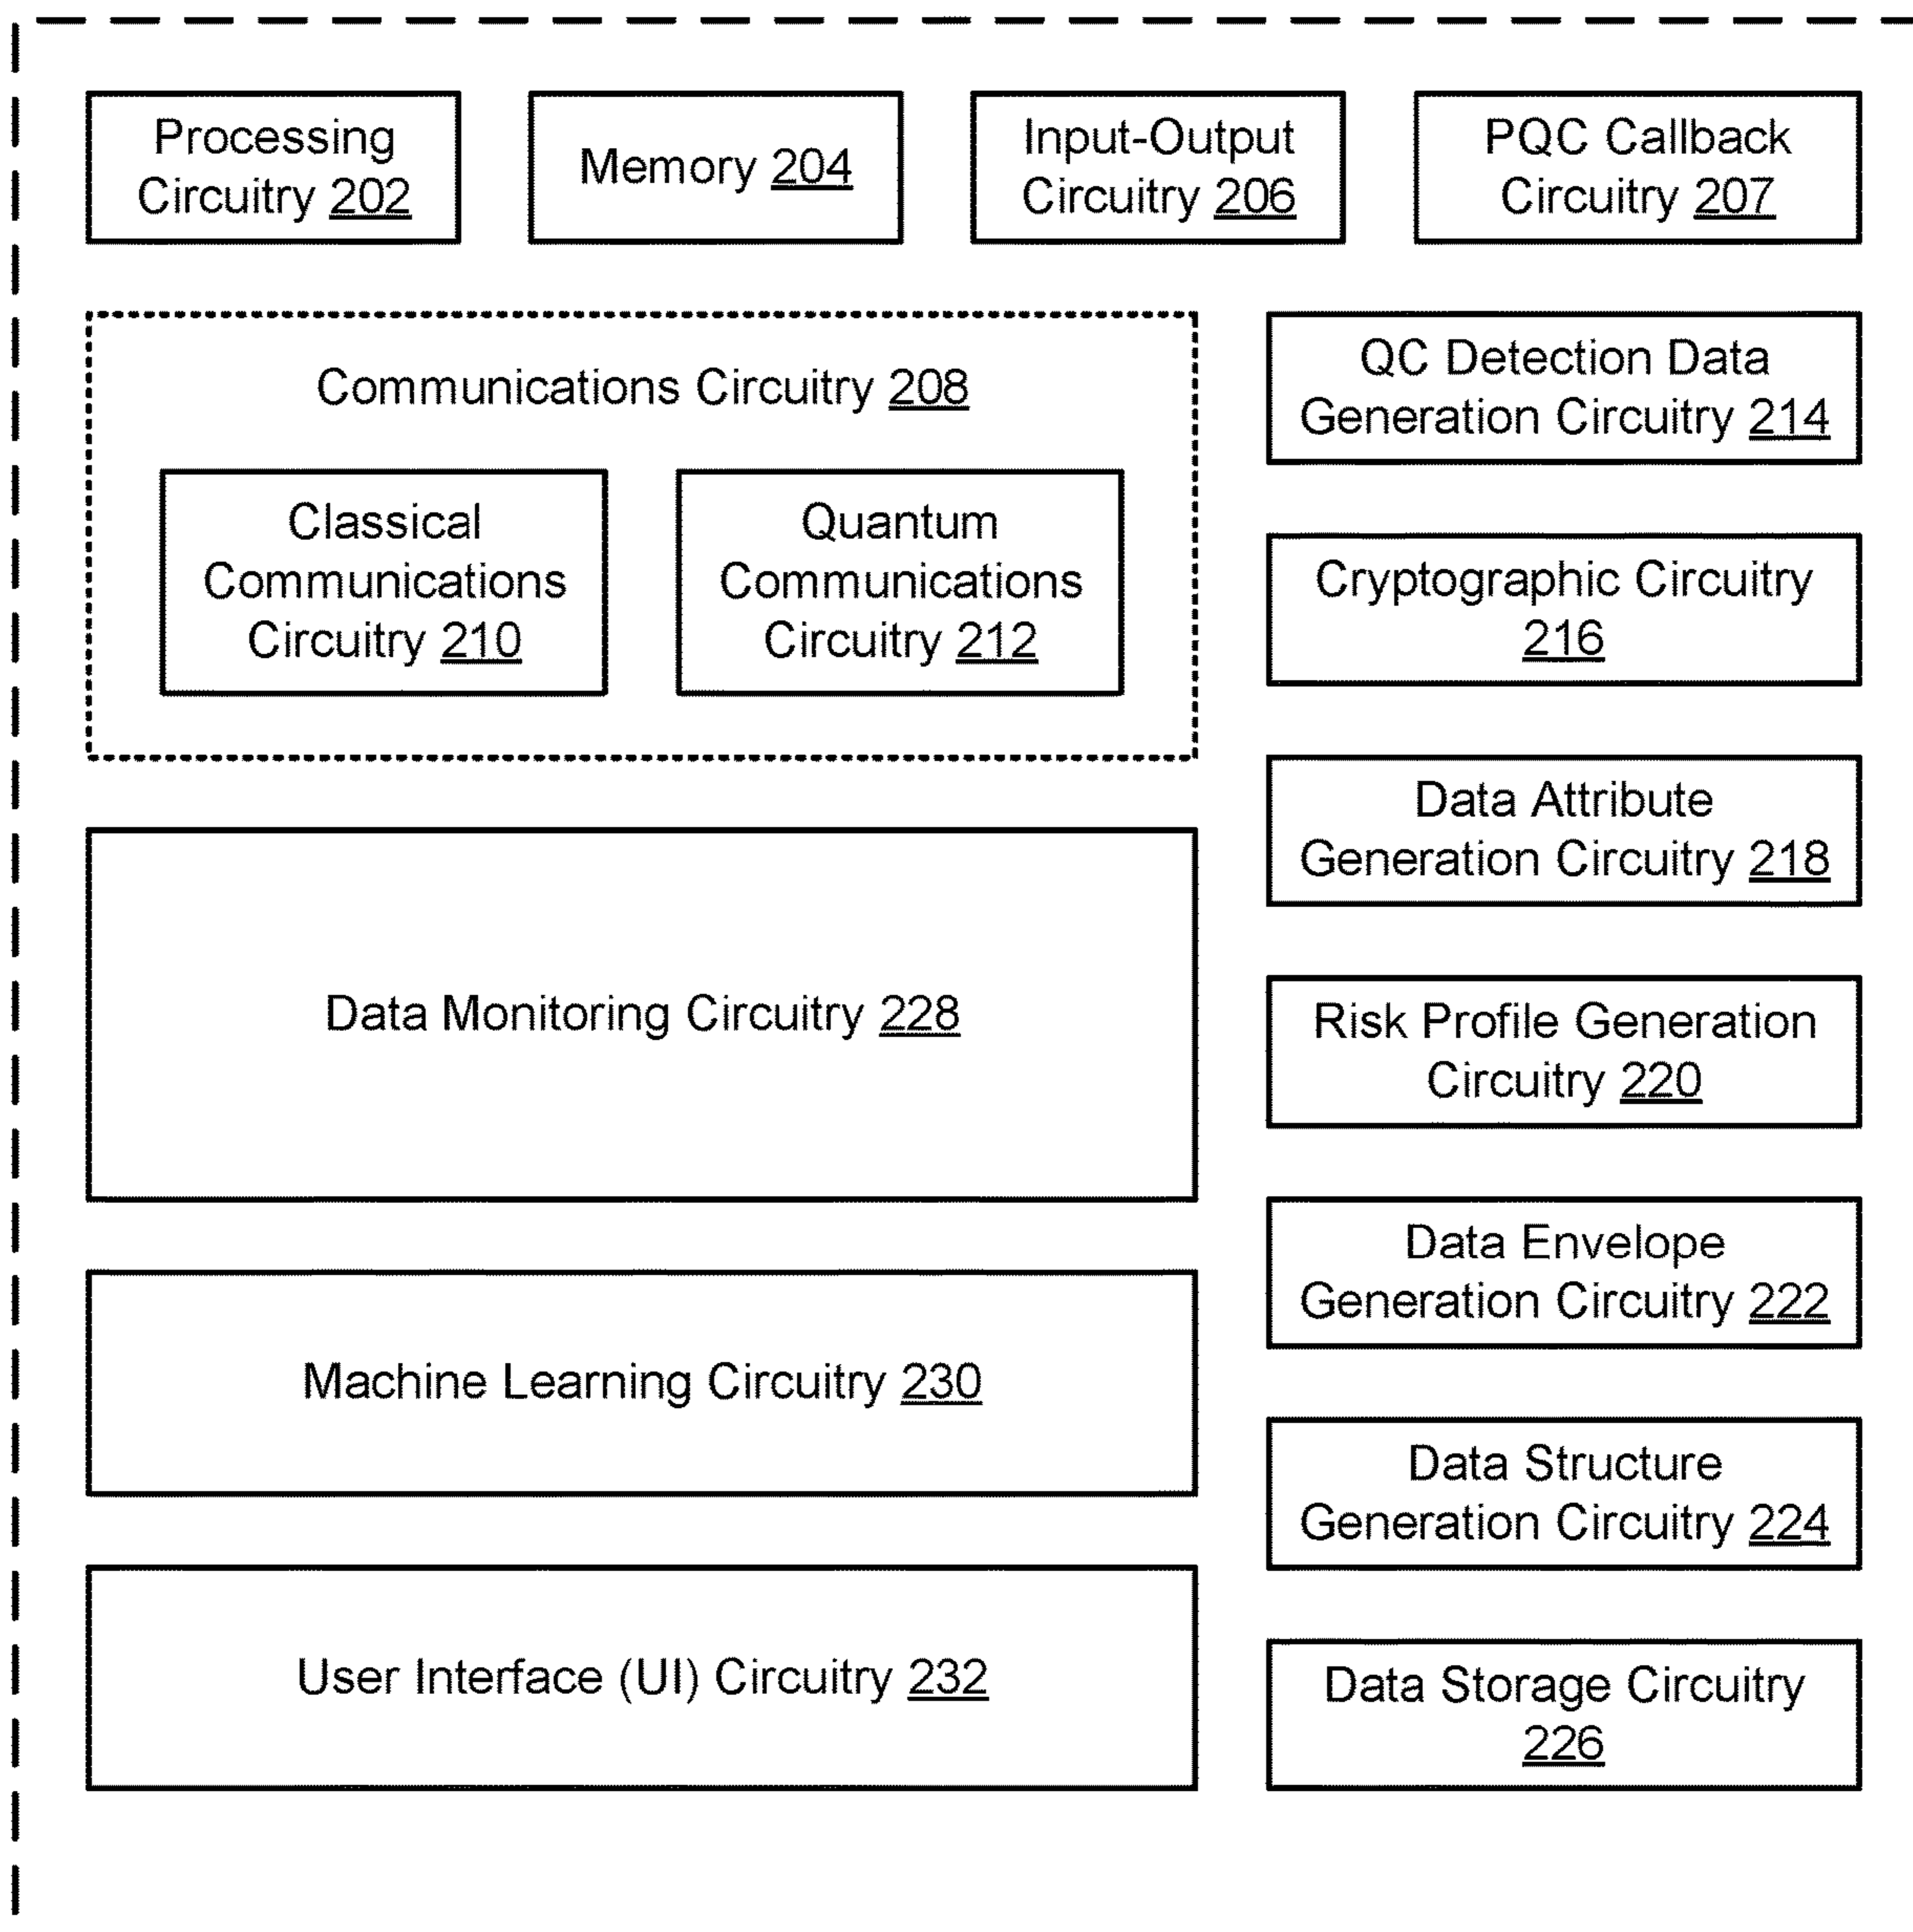 Processing
Circuitry 202
Memory 204
Input-Output
Circuitry 206
PQC Callback
Circuitry 207
Communications Circuitry 208
Classical
Communications
Circuitry 210
Quantum
Communications
Circuitry 212
Data Monitoring Circuitry 228
Machine Learning Circuitry 230
User Interface (UI) Circuitry 232
QC Detection Data
Generation Circuitry 214
Cryptographic Circuitry
216
Data Attribute
Generation Circuitry 218
Risk Profile Generation
Circuitry 220
Data Envelope
Generation Circuitry 222
Data Structure
Generation Circuitry 224
Data Storage Circuitry
226